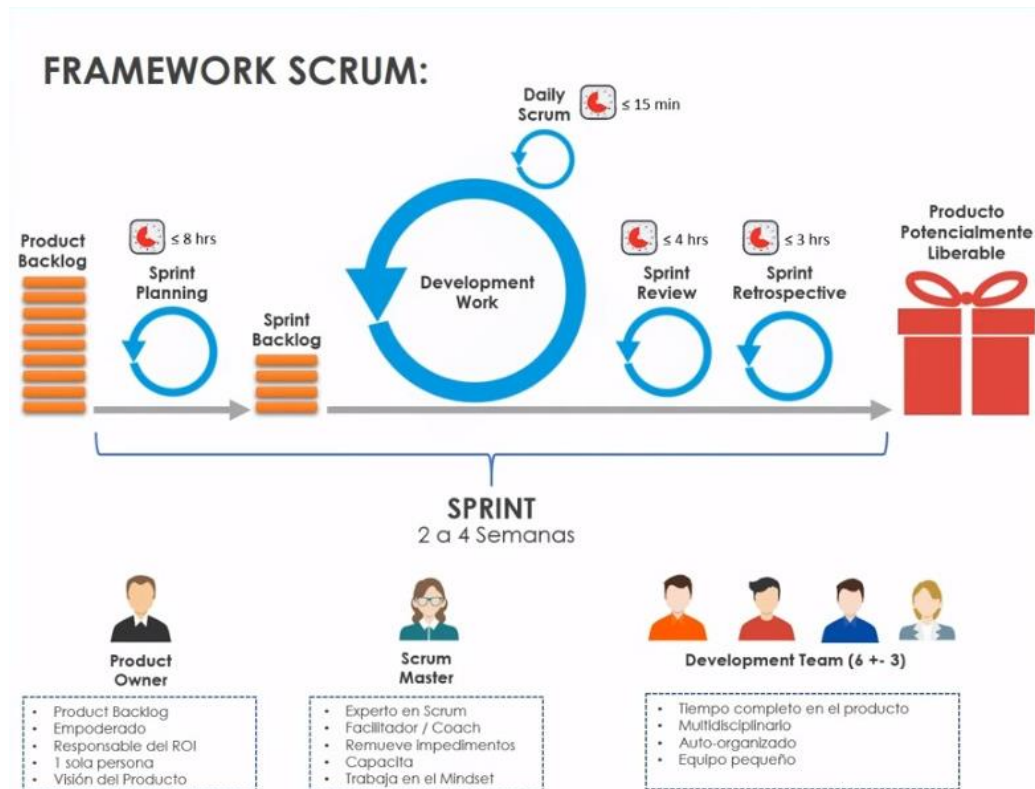 FRAMEWORK SCRUM:
Daily
Scrum
≤ 15 min
Product
Backlog
≤ 8 hrs
Sprint
Planning
Sprint
Backlog
Development
Work
≤ 4 hrs
Sprint
Review
≤ 3 hrs
Sprint
Retrospective
Producto
Potencialmente
Liberable
SPRINT
2 a 4 Semanas
Product
Owner
• Product Backlog
• Empoderado
• Responsable del ROI
• 1 sola persona
• Visión del Producto
Scrum
Master
• Experto en Scrum
• Facilitador / Coach
• Remueve impedimentos
• Capacita
• Trabaja en el Mindset
Development Team (6 +- 3)
• Tiempo completo en el producto
• Multidisciplinario
• Auto-organizado
• Equipo pequeño